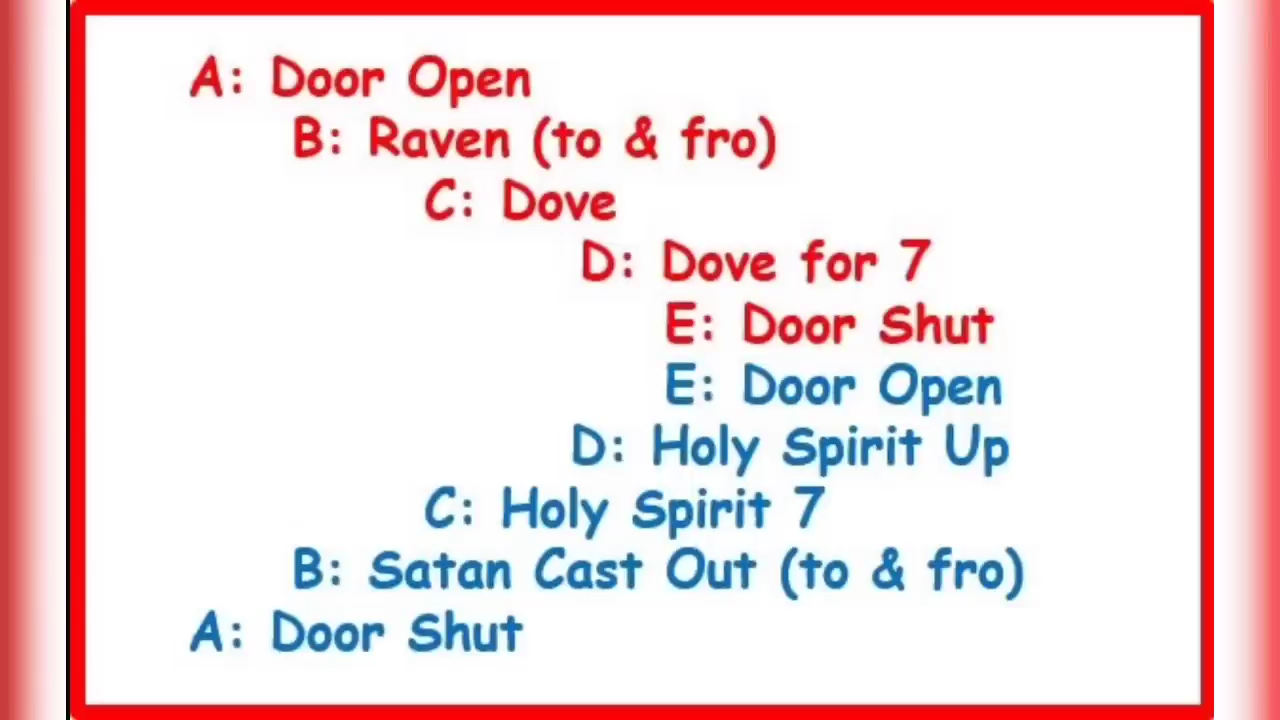 A: Door Open
B: Raven (to & fro)
C: Dove
D: Dove for 7
E: Door Shut
E: Door Open
D: Holy Spirit Up
C: Holy Spirit 7
B: Satan Cast Out (to & fro)
A: Door Shut